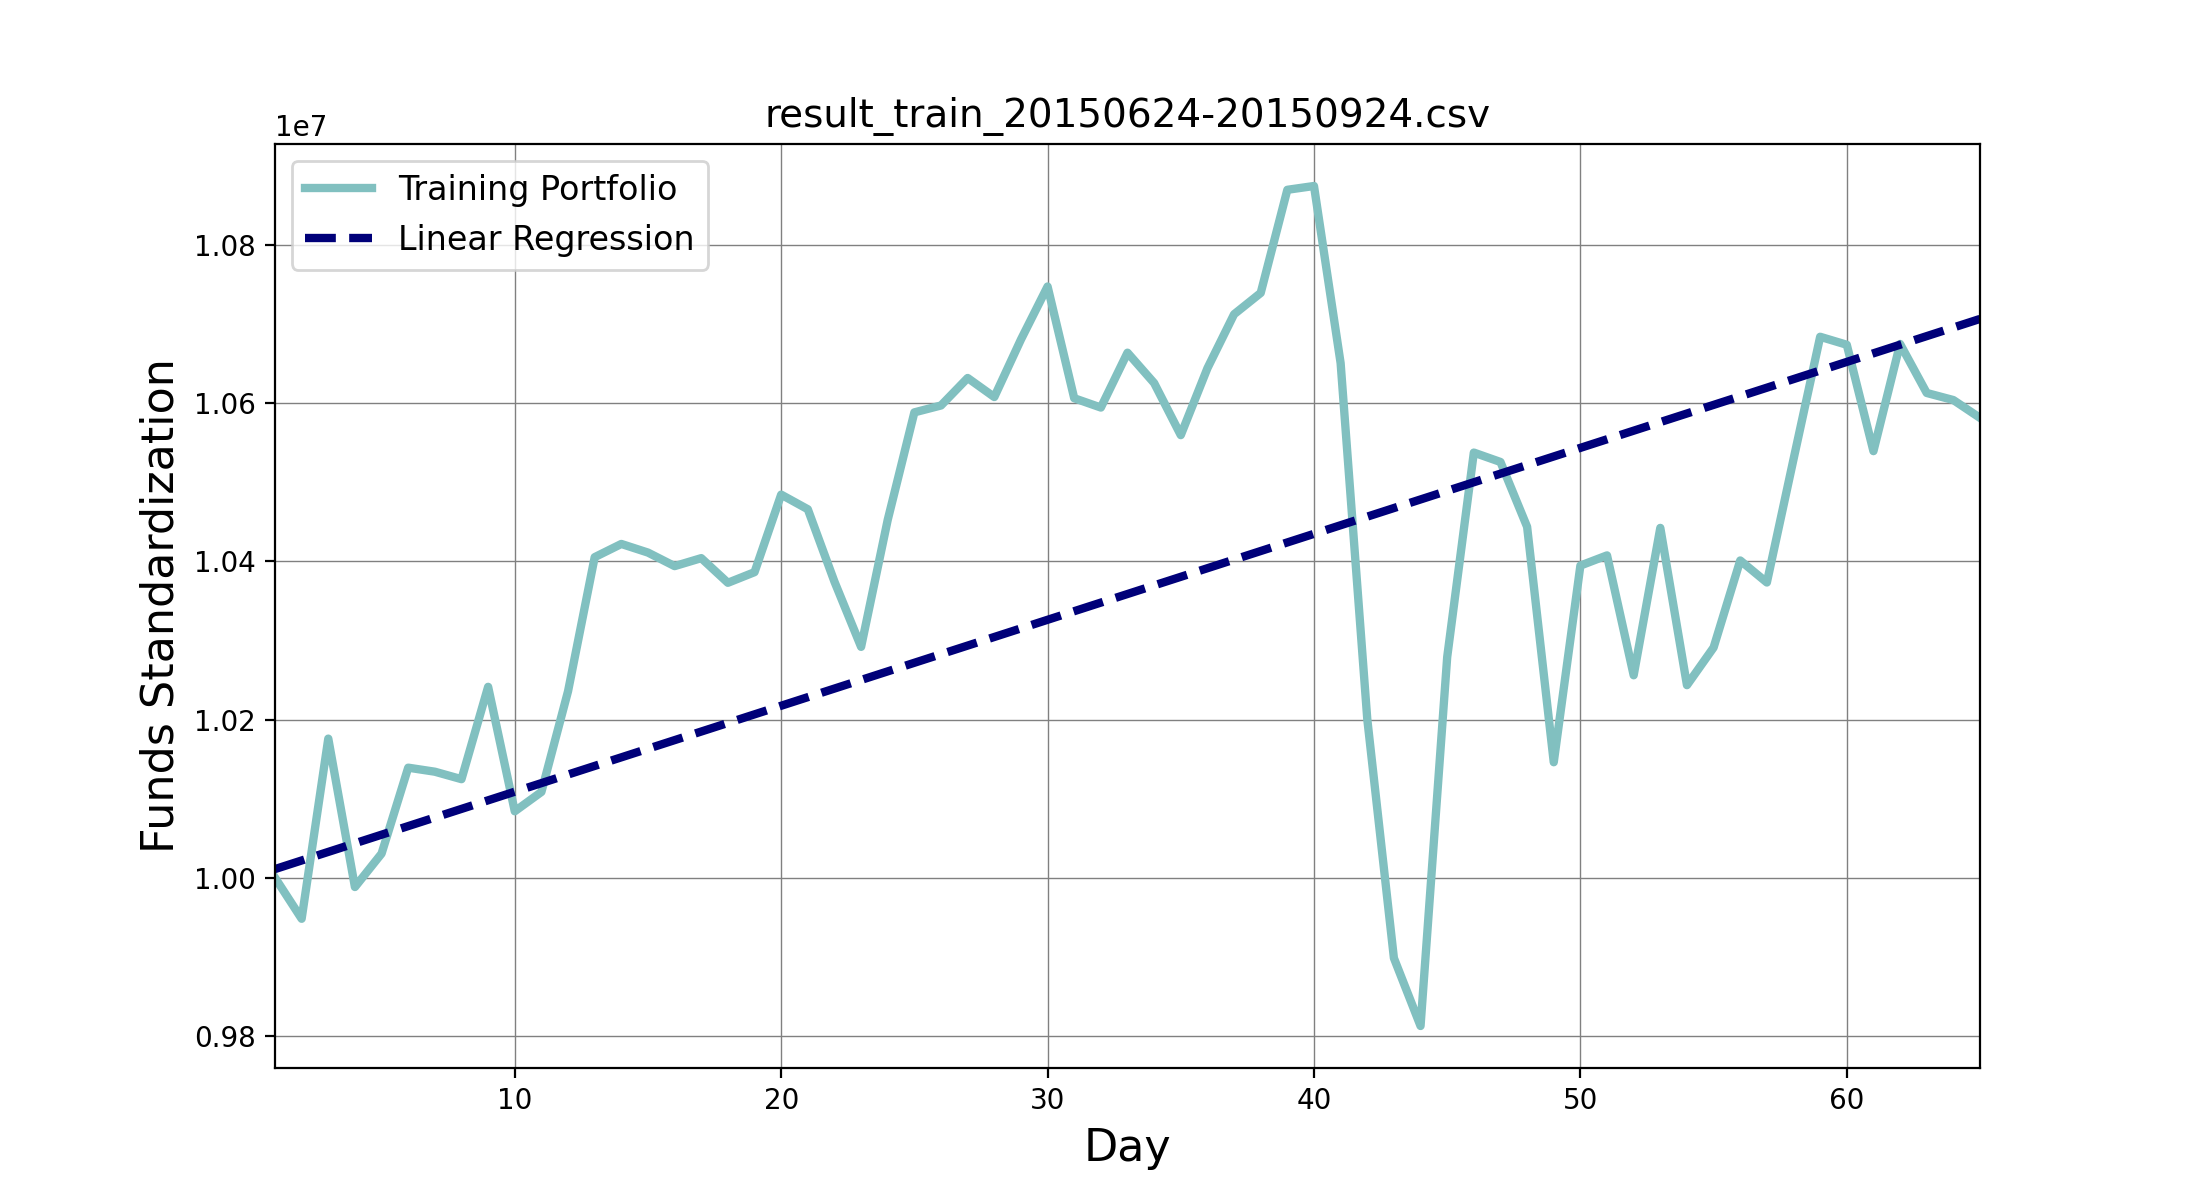 result_train_20150624-20150924.csv
1e7
Training Portfolio
Linear Regression
1.08
1.06
1.04
1.02
1.00
0.98
Funds Standardization
10 20 30 40 50 60
Day